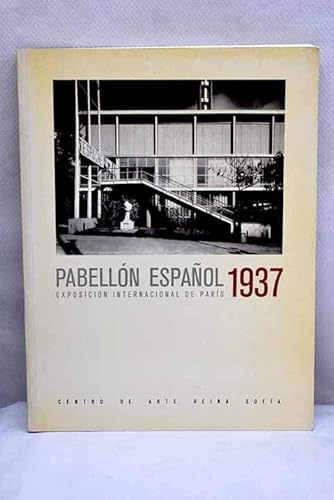 PABELLÓN ESPAÑOL 1937
EXPOSICIÓN INTERNACIONAL DE PARÍS
CENTRO DE ARTE REINA SOFÍA